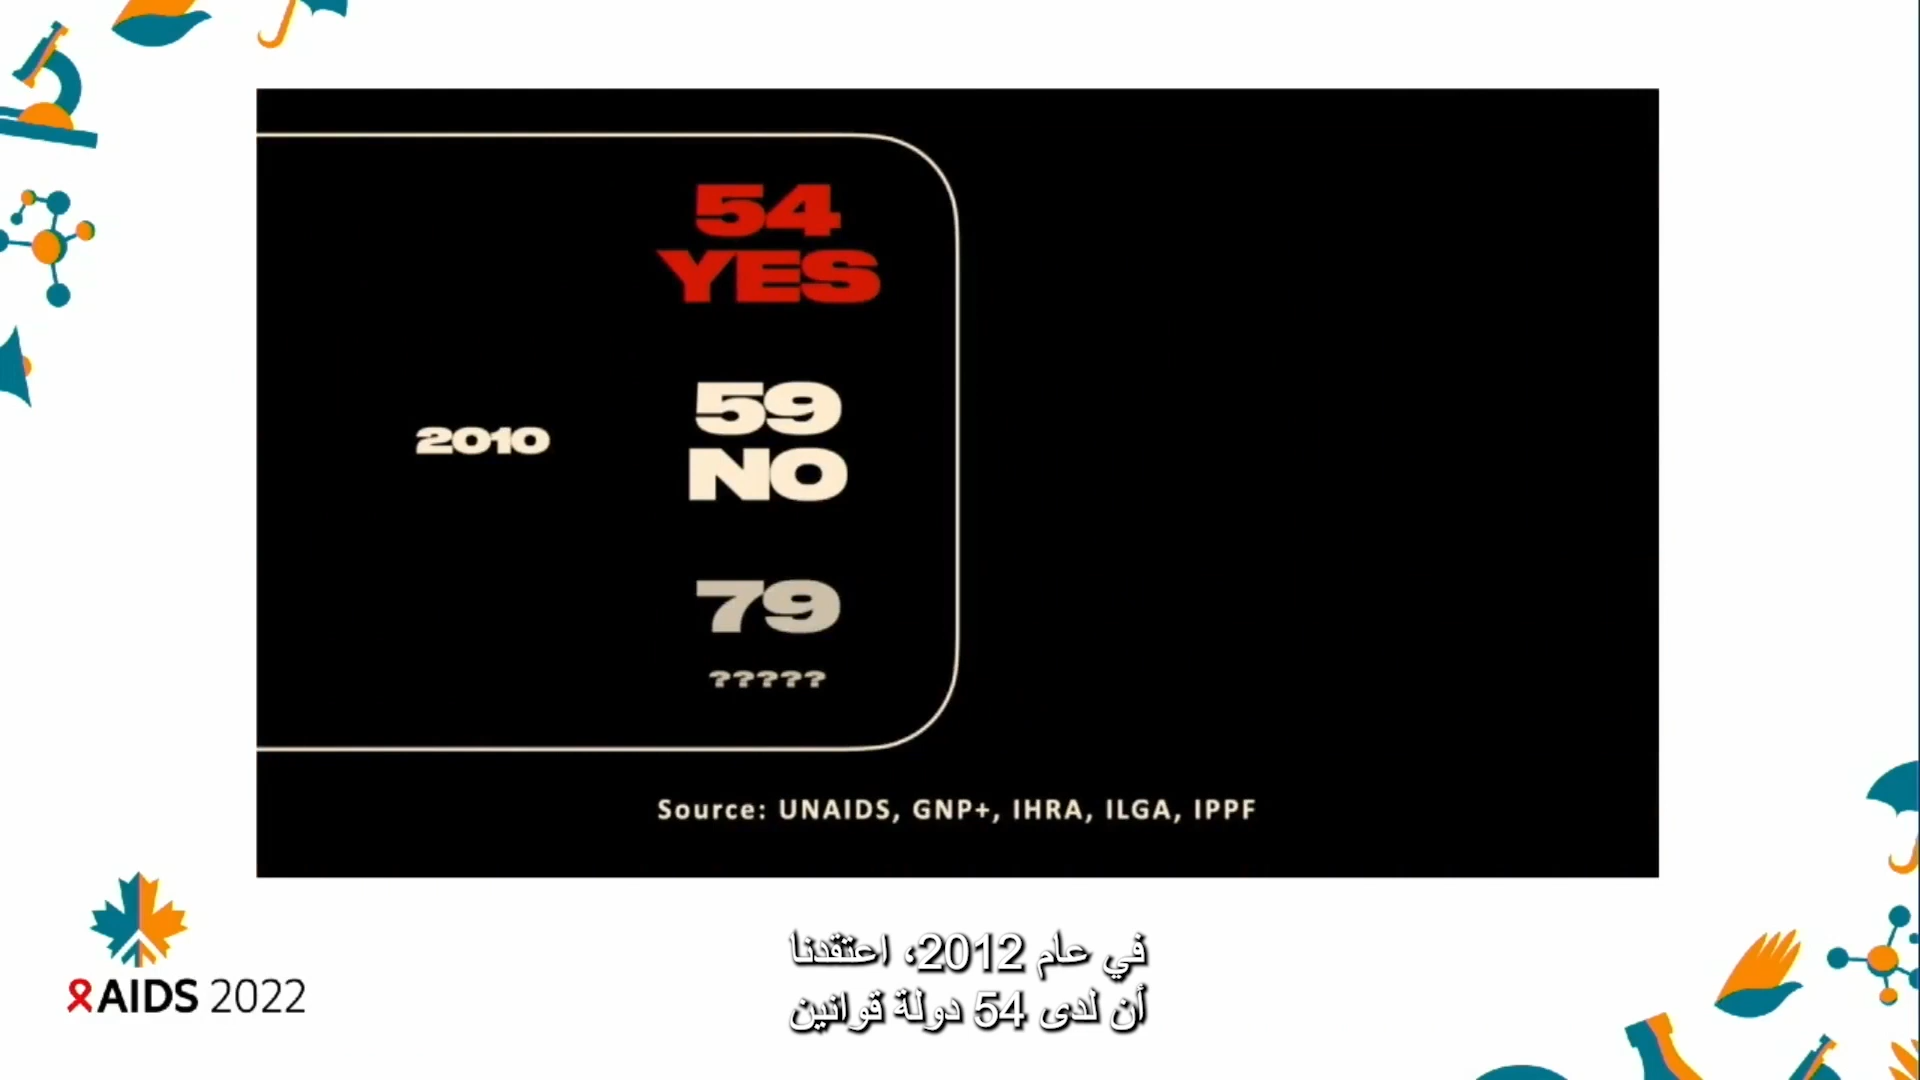 54
YES
59
NO
2010
79
?????
Source: UNAIDS, GNP+, IHRA, ILGA, IPPF
AIDS 2022
في عام 2012، اعتقدنا
أن لدى 54 دولة قوانين